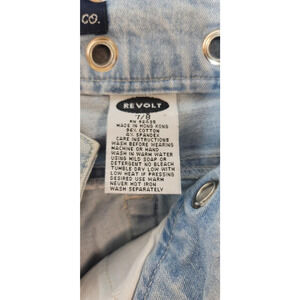 CO.
REVOLT
7/8
MADE IN HONG KONG
96% COTTON
4% SPANDEX
CARE INSTRUCTIONS
WASH BEFORE WEARING
MACHINE OR HAND
WASH IN WARM WATER
USING MILD SOAP OR
DETERGENT NO BLEACH
TUMBLE DRY LOW WITH
LOW HEAT IF PRESSING
DESIRED USE WARM
NEVER HOT IRON
WASH SEPARATELY